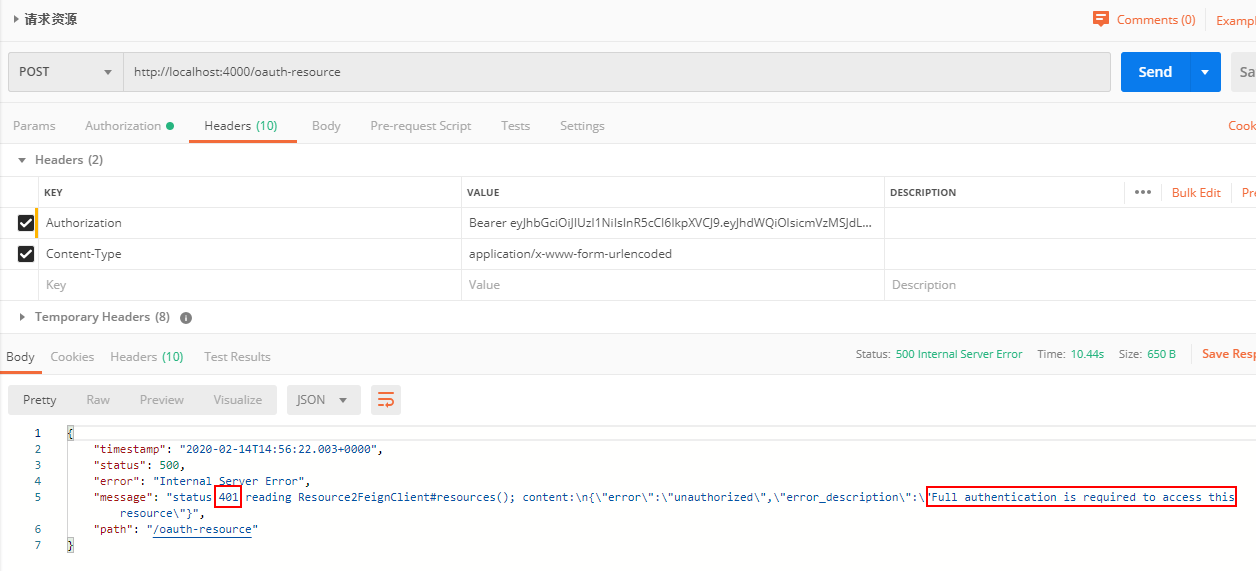 请求资源
Comments (0)
Exampl
POST
http://localhost:4000/oauth-resource
Send
Sa
Params
Authorization
Headers (10)
Body
Pre-request Script
Tests
Settings
Cook
Headers (2)
KEY
VALUE
DESCRIPTION
Bulk Edit
Pre
Authorization
Bearer eyJhbGciOiJIUzI1NiIsInR5cCI6IkpXVCJ9.eyJhdWQiOlsicmVzMSJdL...
Content-Type
application/x-www-form-urlencoded
Key
Value
Description
Temporary Headers (8)
Body
Cookies
Headers (10)
Test Results
Status: 500 Internal Server Error
Time: 10.44s
Size: 650 B
Save Resp
Pretty
Raw
Preview
Visualize
JSON
1 {
2 "timestamp": "2020-02-14T14:56:22.003+0000",
3 "status": 500,
4 "error": "Internal Server Error",
5 "message": "status 401 reading Resource2FeignClient#resources(); content:\n{\"error\":\"unauthorized\",\"error_description\":\"Full authentication is required to access this
resource\"}",
6 "path": "/oauth-resource"
7 }